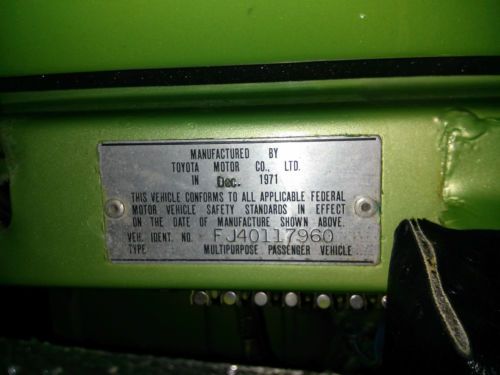 MANUFACTURED BY
TOYOTA MOTOR CO., LTD.
IN Dec. 1971
THIS VEHICLE CONFORMS TO ALL APPLICABLE FEDERAL
MOTOR VEHICLE SAFETY STANDARDS IN EFFECT
ON THE DATE OF MANUFACTURE SHOWN ABOVE.
VEH. IDENT. NO. FJ40117960
TYPE MULTIPURPOSE PASSENGER VEHICLE